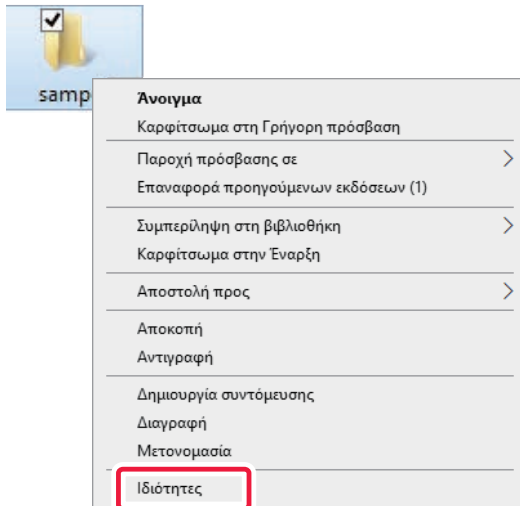 samp
Άνοιγμα
Καρφίτσωμα στη Γρήγορη πρόσβαση
Παροχή πρόσβασης σε
Επαναφορά προηγούμενων εκδόσεων (1)
Συμπερίληψη στη βιβλιοθήκη
Καρφίτσωμα στην Έναρξη
Αποστολή προς
Αποκοπή
Αντιγραφή
Δημιουργία συντόμευσης
Διαγραφή
Μετονομασία
Ιδιότητες